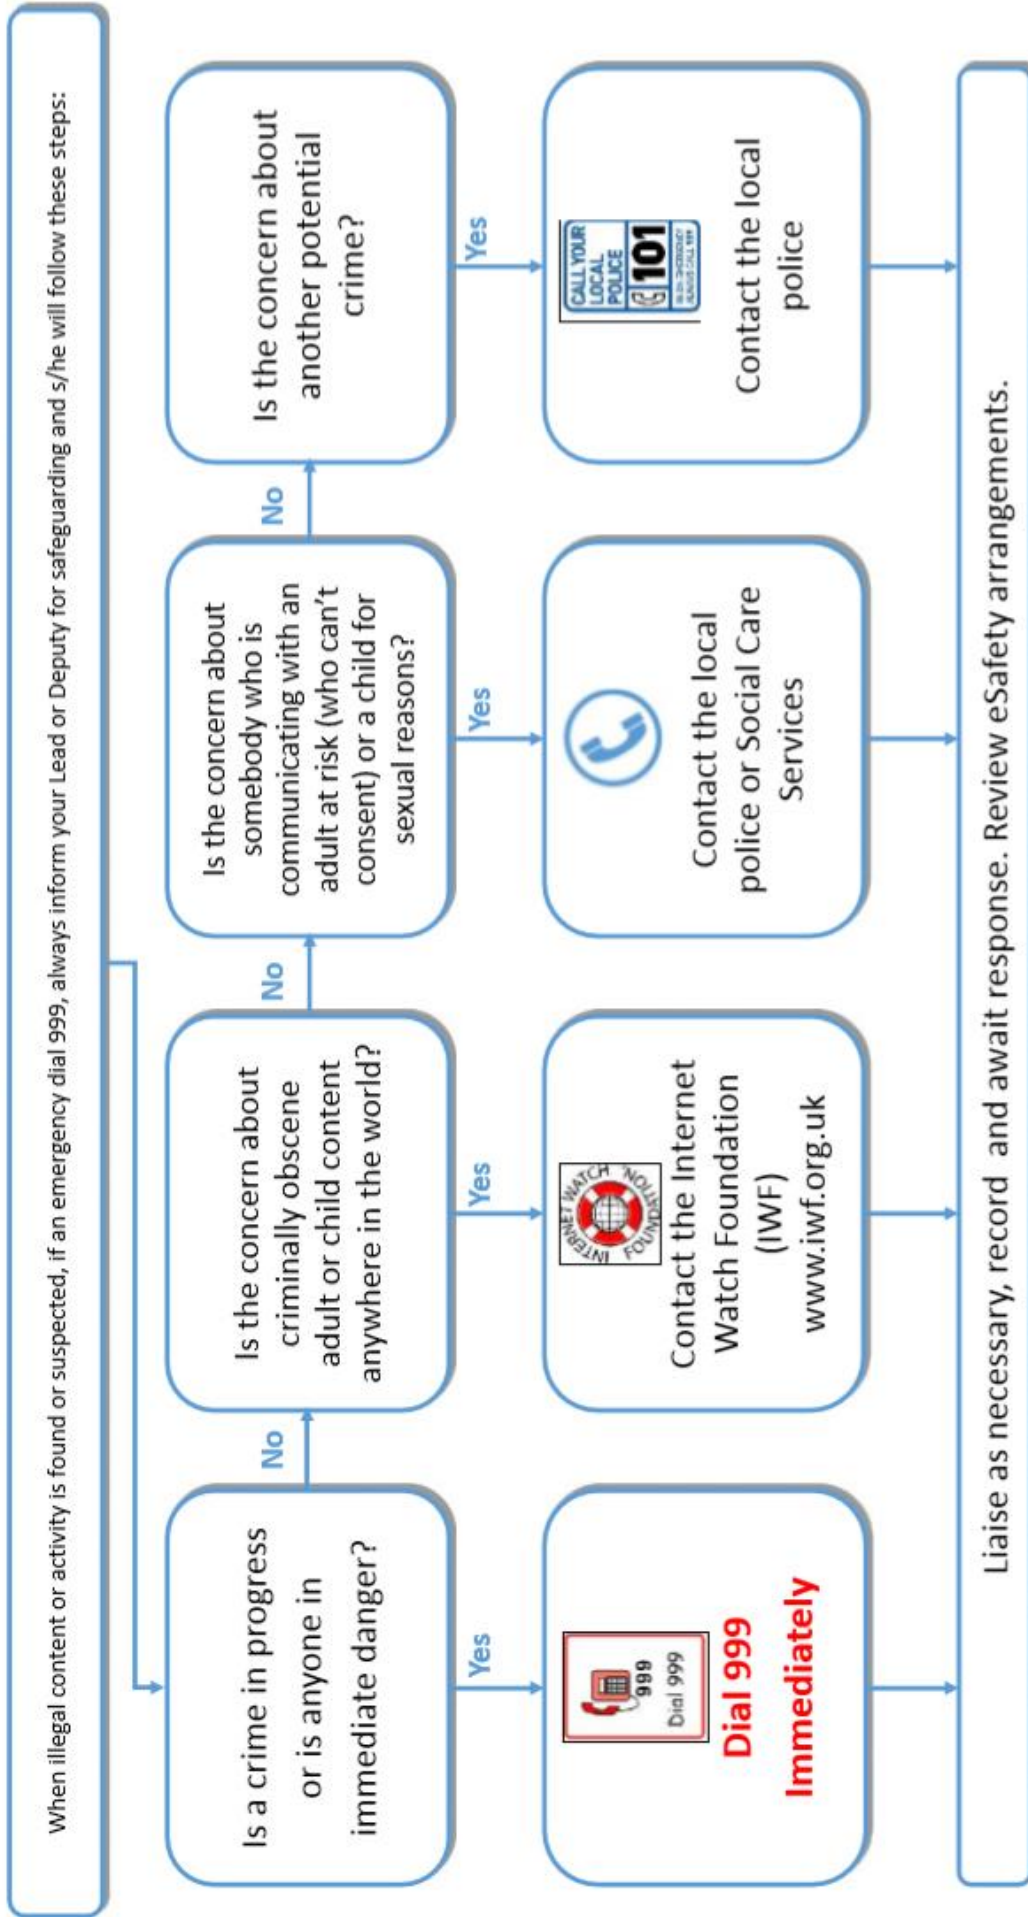 When illegal content or activity is found or suspected, if an emergency dial 999, always inform your Lead or Deputy for safeguarding and s/he will follow these steps:
Is a crime in progress
or is anyone in
immediate danger?
No
Is the concern about
criminally obscene
adult or child content
anywhere in the world?
No
Is the concern about
somebody who is
communicating with an
adult at risk (who can't
consent) or a child for
sexual reasons?
No
Is the concern about
another potential
crime?
Yes
Yes
Yes
Yes
999
Dial 999
Dial 999
Immediately
INTERNET WATCH
FOUNDATION
Contact the Internet
Watch Foundation
(IWF)
www.iwf.org.uk
Contact the local
police or Social Care
Services
CALL YOUR
LOCAL
POLICE
101
IN AN EMERGENCY
ALWAYS CALL 999
Contact the local
police
Liaise as necessary, record and await response. Review eSafety arrangements.